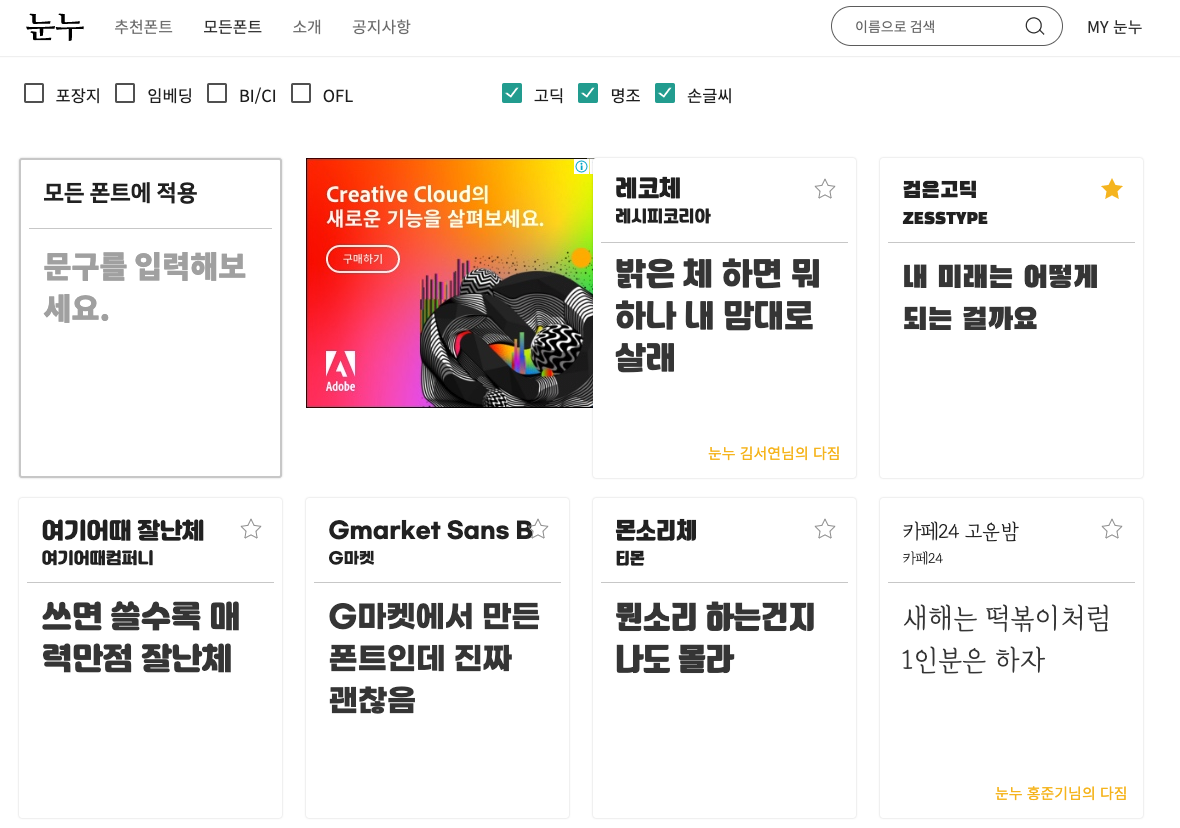 눈누
추천폰트
모든폰트
소개
공지사항
이름으로 검색
MY 눈누
포장지
임베딩
BI/CI
OFL
고딕
명조
손글씨
모든 폰트에 적용
문구를 입력해보
세요.
Creative Cloud의
새로운 기능을 살펴보세요.
구매하기
Adobe
레코체
레시피코리아
밝은 체 하면 뭐
하나 내 맘대로
살래
눈누 김서연님의 다짐
검은고딕
ZESSTYPE
내 미래는 어떻게
되는 걸까요
여기어때 잘난체
여기어때컴퍼니
쓰면 쓸수록 매
력만점 잘난체
Gmarket Sans B
G마켓
G마켓에서 만든
폰트인데 진짜
괜찮음
몬소리체
티몬
뭔소리 하는건지
나도 몰라
카페24 고운밤
카페24
새해는 떡볶이처럼
1인분은 하자
눈누 홍준기님의 다짐